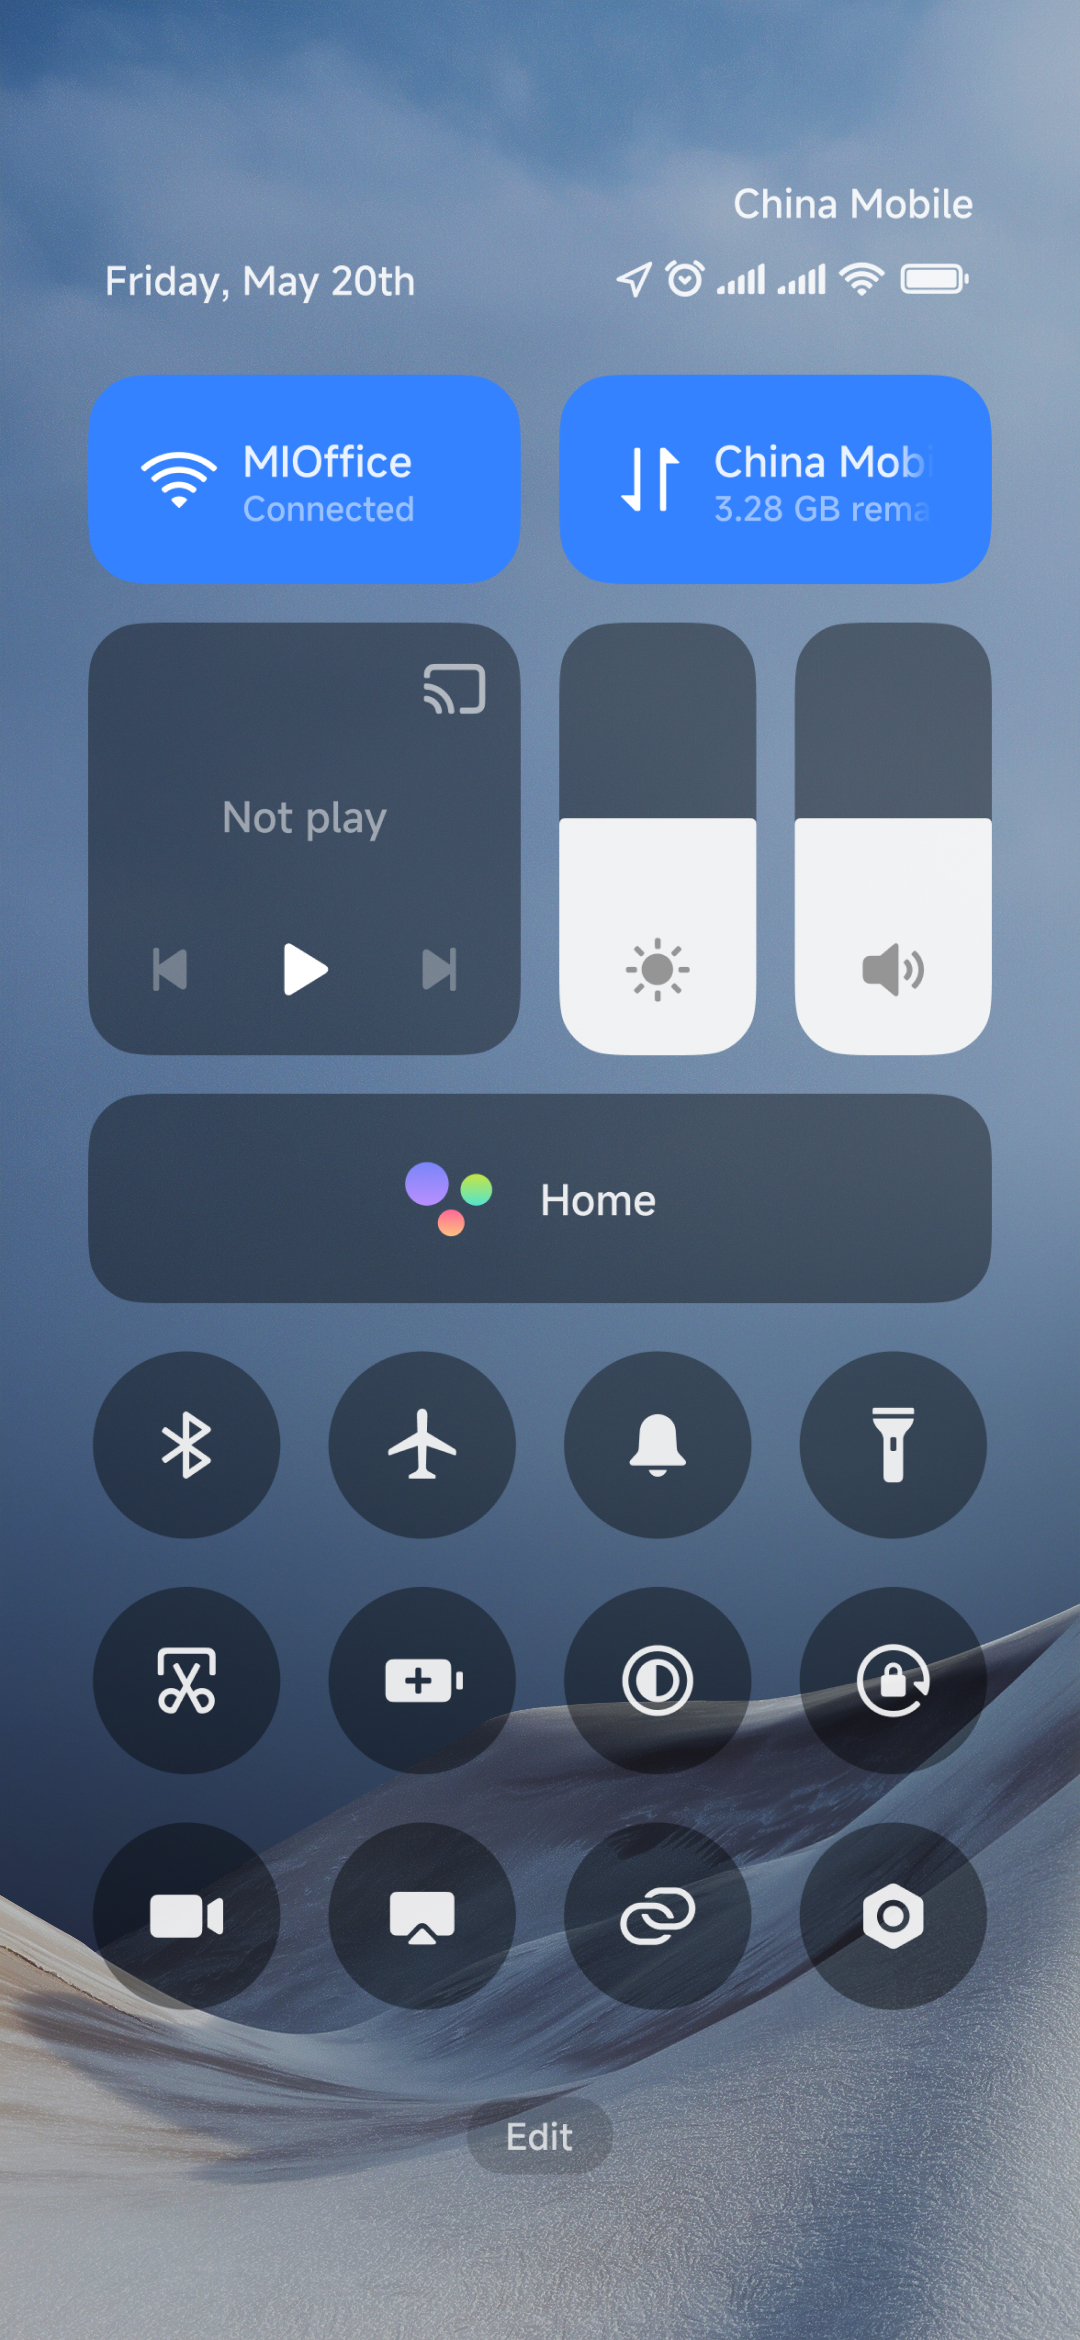 China Mobile
Friday, May 20th
MIOffice
Connected
China Mobi
3.28 GB rema
Not play
Home
Edit